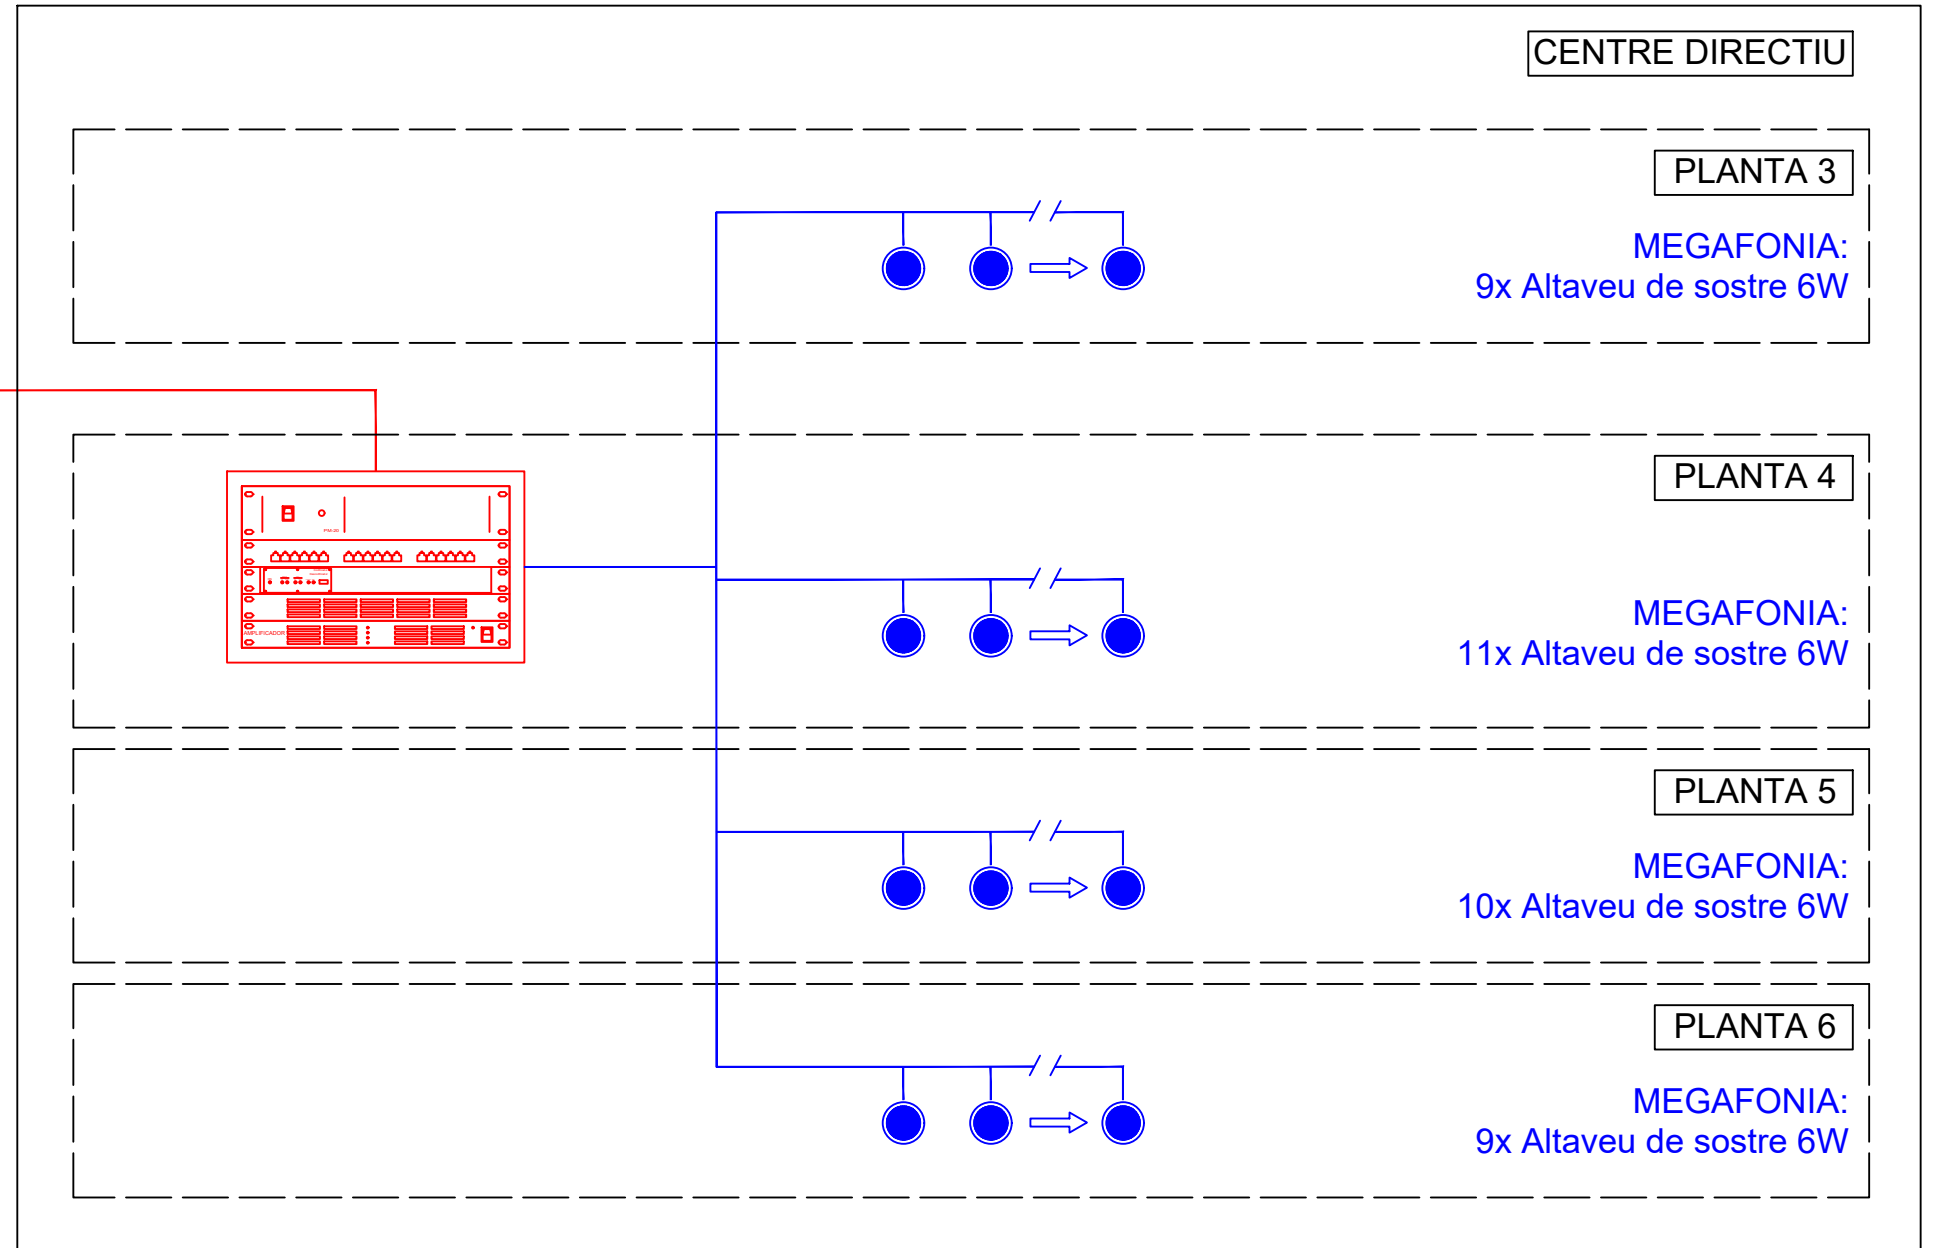 CENTRE DIRECTIU
PLANTA 3
MEGAFONIA:
9x Altaveu de sostre 6W
PLANTA 4
AMPLIFICADOR
MEGAFONIA:
11x Altaveu de sostre 6W
PLANTA 5
MEGAFONIA:
10x Altaveu de sostre 6W
PLANTA 6
MEGAFONIA:
9x Altaveu de sostre 6W